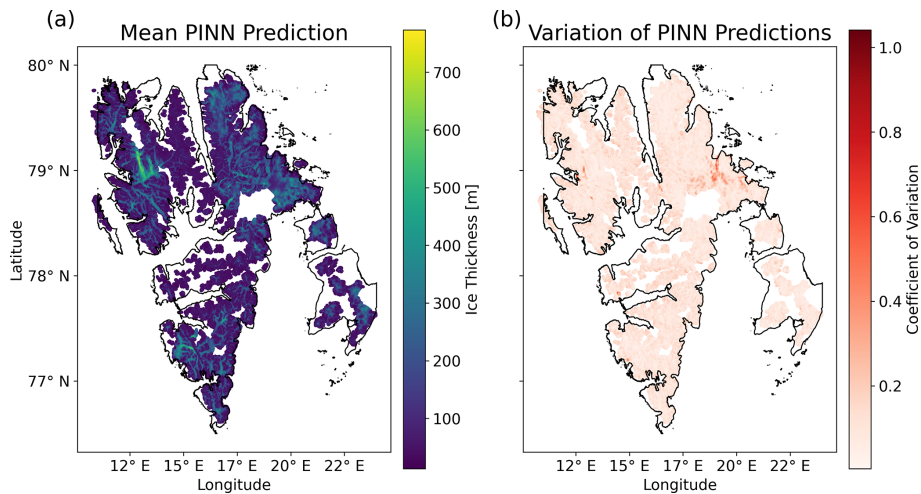 (a)
Mean PINN Prediction
80° N
79° N
78° N
77° N
Latitude
12° E 15° E 17° E 20° E 22° E
Longitude
700
600
500
400
300
200
100
Ice Thickness [m]
(b)
Variation of PINN Predictions
12° E 15° E 17° E 20° E 22° E
Longitude
1.0
0.8
0.6
0.4
0.2
Coefficient of Variation